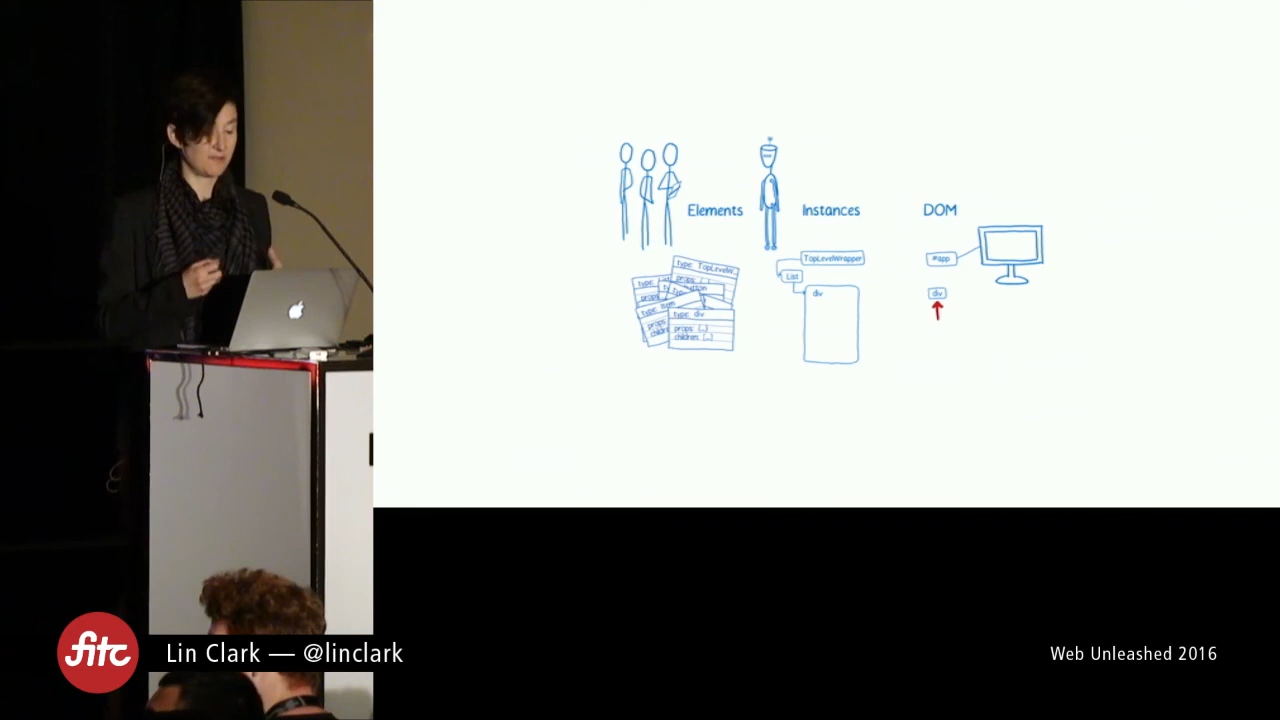 Elements
Instances
DOM
type: TopLevelW...
props: {...}
type: div
props: {...}
children: [...]
TopLevelWrapper
List
div
#app
div
fitc
Lin Clark — @linclark
Web Unleashed 2016